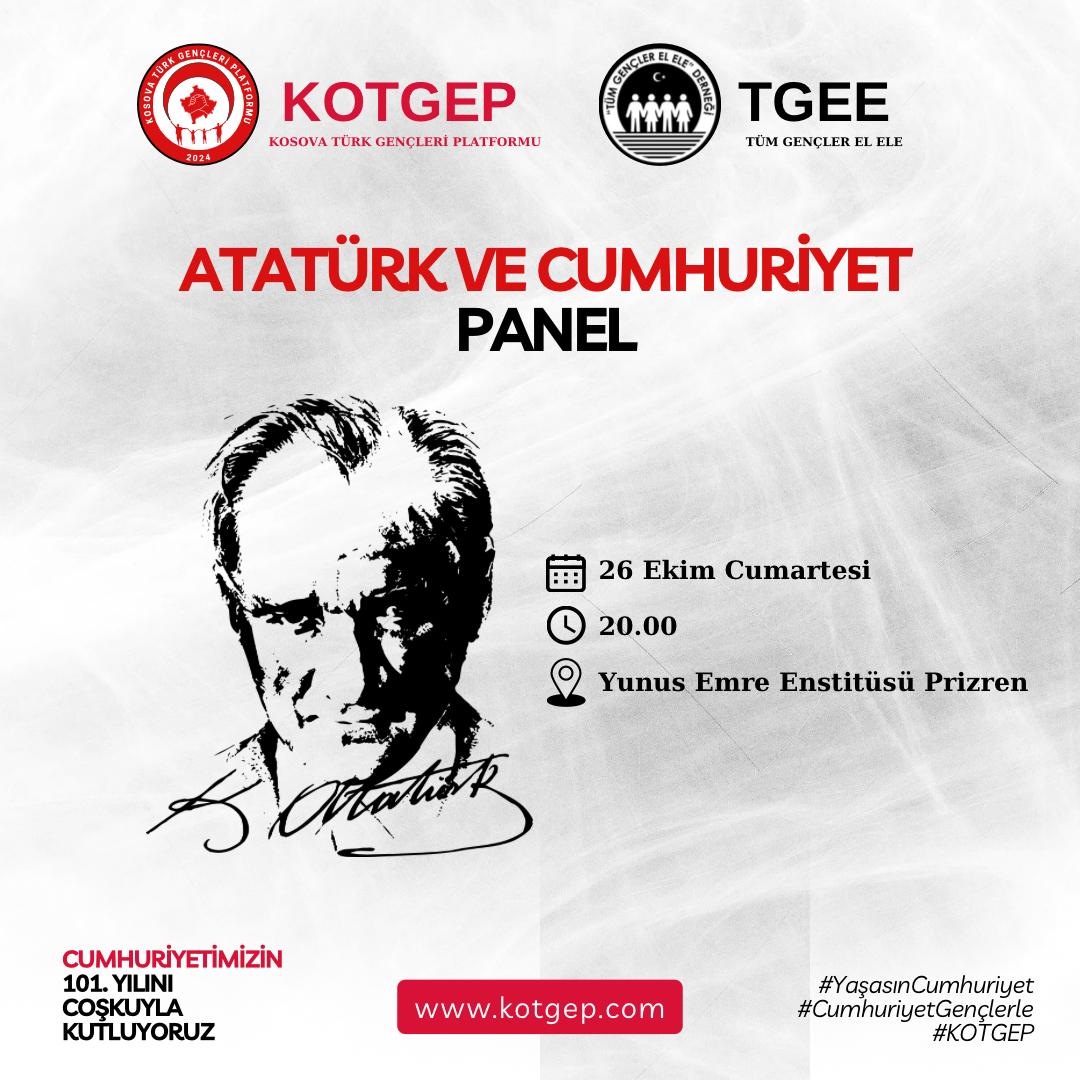 KOSOVA TÜRK GENÇLERİ PLATFORMU
2024
KOTGEP
KOSOVA TÜRK GENÇLERİ PLATFORMU
"TÜM GENÇLER EL ELE" DERNEĞİ
TGEE
TÜM GENÇLER EL ELE
ATATÜRK VE CUMHURİYET
PANEL
26 Ekim Cumartesi
20.00
Yunus Emre Enstitüsü Prizren
K. Atatürk
CUMHURİYETİMİZİN
101. YILINI
COŞKUYLA
KUTLUYORUZ
www.kotgep.com
#YaşasınCumhuriyet
#CumhuriyetGençlerle
#KOTGEP